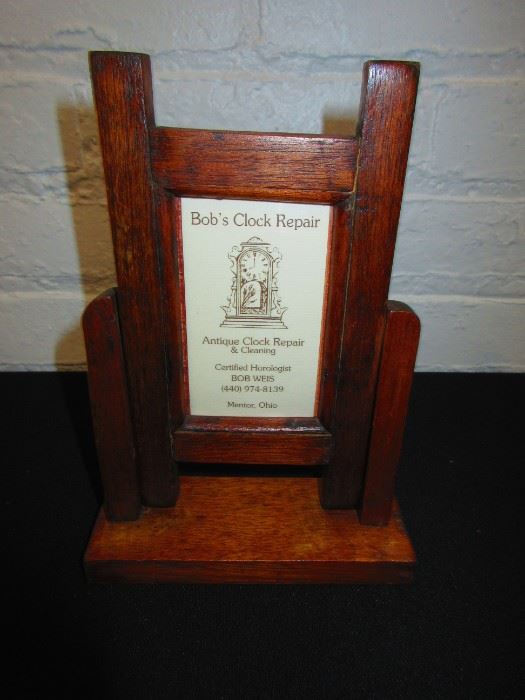 Bob's Clock Repair
Antique Clock Repair
& Cleaning
Certified Horologist
BOB WEIS
(440) 974-8139
Mentor, Ohio